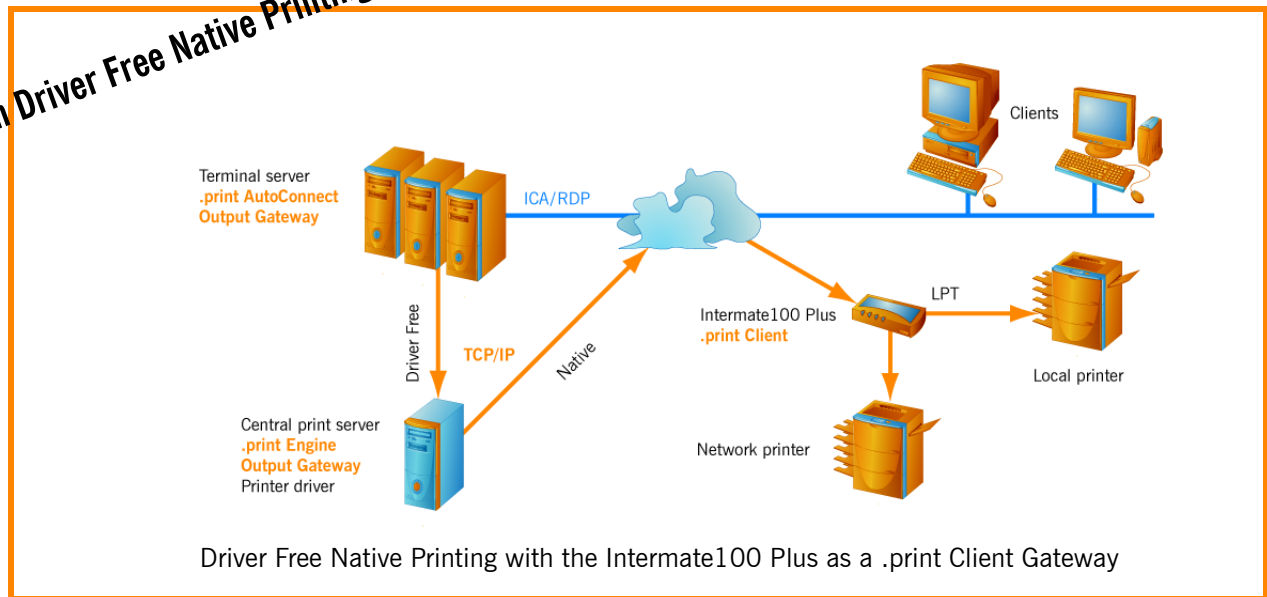 Driver Free Native Printing
Clients
Terminal server
.print AutoConnect
Output Gateway
ICA/RDP
Driver Free
TCP/IP
Native
LPT
Intermate100 Plus
.print Client
Local printer
Central print server
.print Engine
Output Gateway
Printer driver
Network printer
Driver Free Native Printing with the Intermate100 Plus as a .print Client Gateway